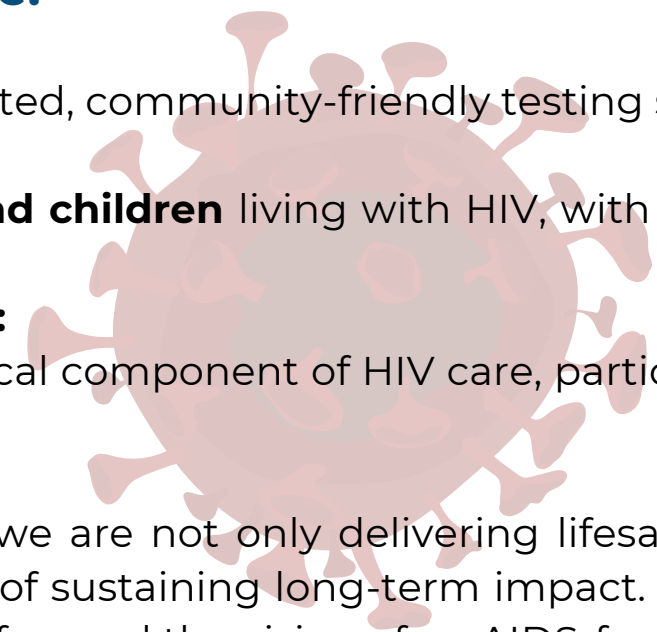 ted, community-friendly testing
nd children living with HIV, with
:
cal component of HIV care, partic
we are not only delivering lifesa
of sustaining long-term impact.